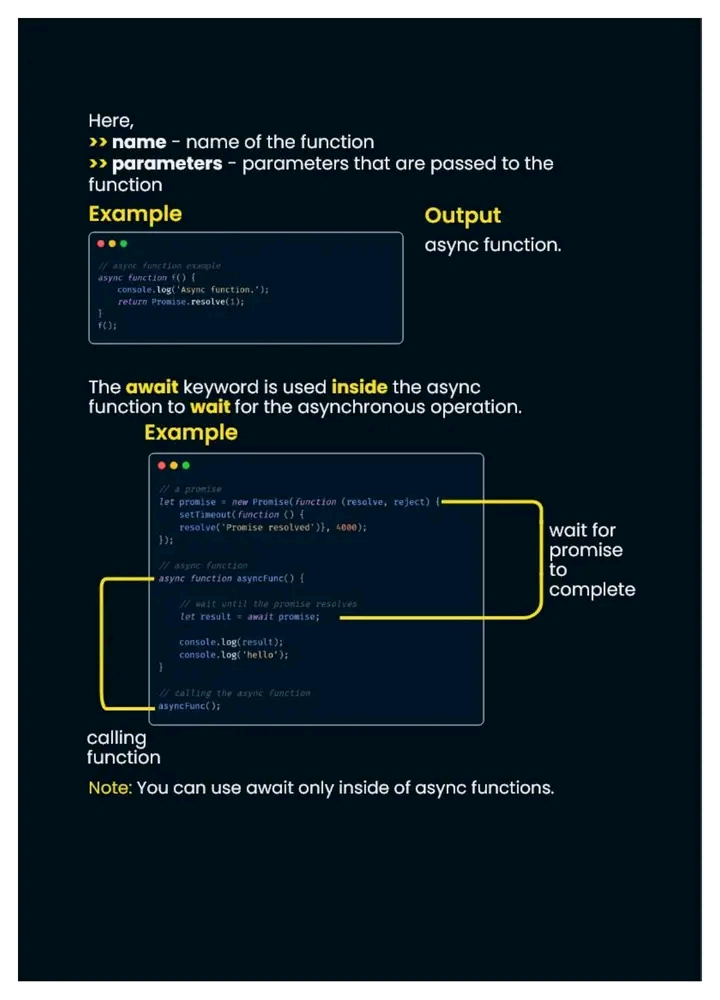 Here,
>> name - name of the function
>> parameters - parameters that are passed to the
function
Example
Output
async function.
// async function example
async function f() {
    console.log('Async function.');
    return Promise.resolve(1);
}
f();
The await keyword is used inside the async
function to wait for the asynchronous operation.
Example
// a promise
let promise = new Promise(function (resolve, reject) {
    setTimeout(function () {
    resolve('Promise resolved')}, 4000);
});
// async function
async function asyncFunc() {
    // wait until the promise resolves
    let result = await promise;
    console.log(result);
    console.log('hello');
}
// calling the async function
asyncFunc();
wait for
promise
to
complete
calling
function
Note: You can use await only inside of async functions.